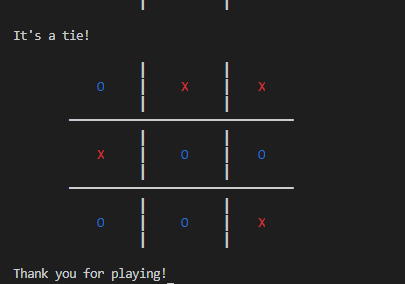 It's a tie!
O X X
X O O
O O X
Thank you for playing!